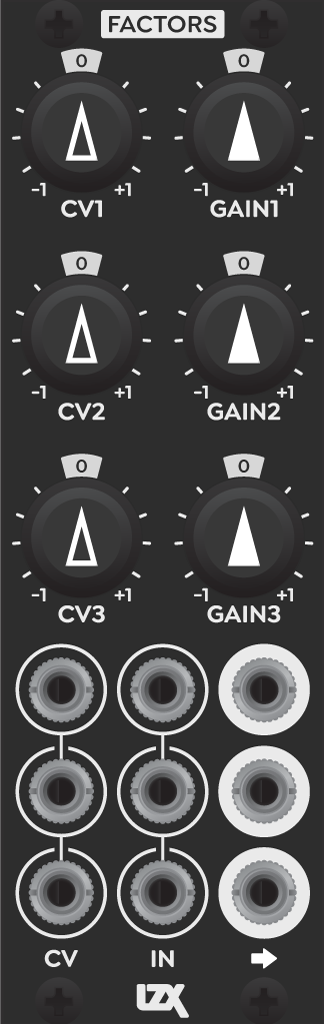 FACTORS
0 0
-1 +1 -1 +1
CV1 GAIN1
0 0
-1 +1 -1 +1
CV2 GAIN2
0 0
-1 +1 -1 +1
CV3 GAIN3
CV IN
LZX